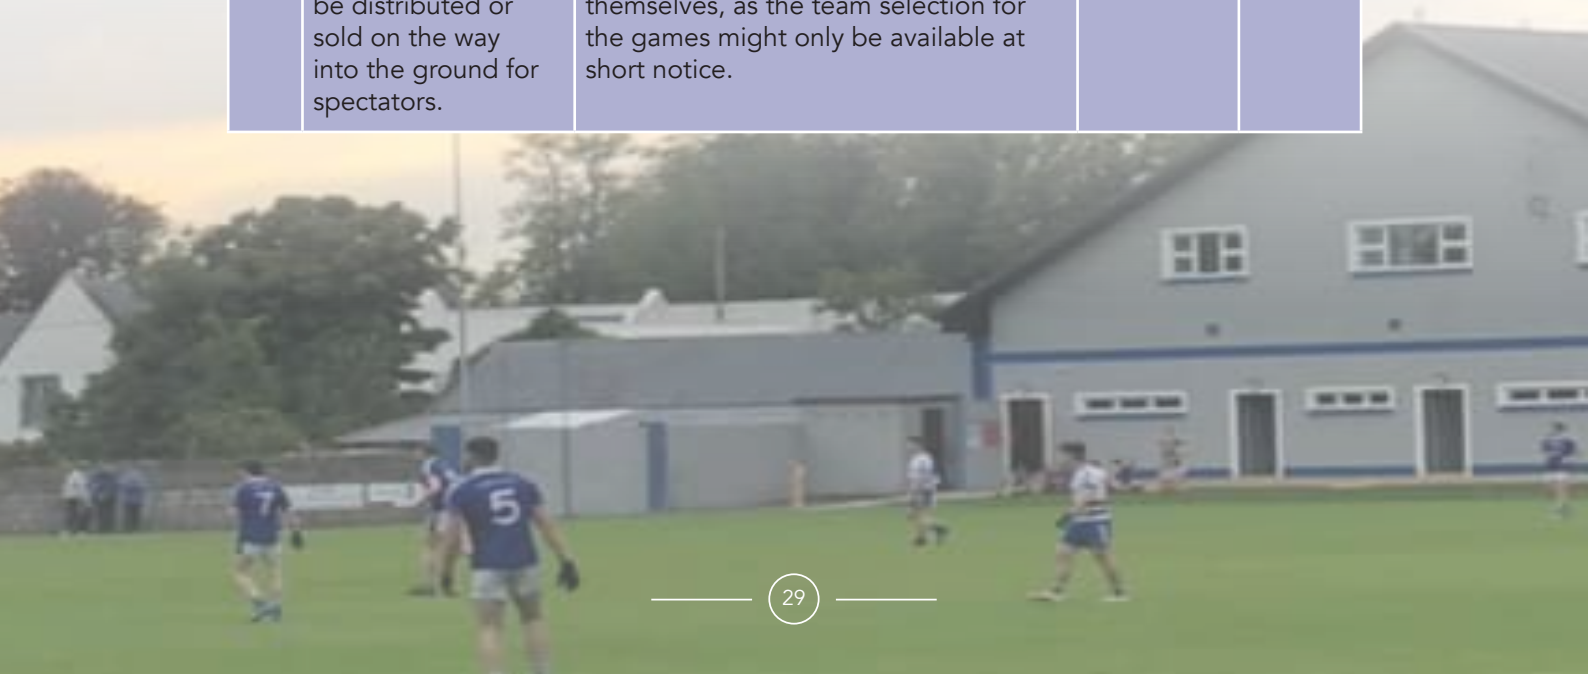 be distributed or
sold on the way
into the ground for
spectators.
themselves, as the team selection for
the games might only be available at
short notice.
7
5
29